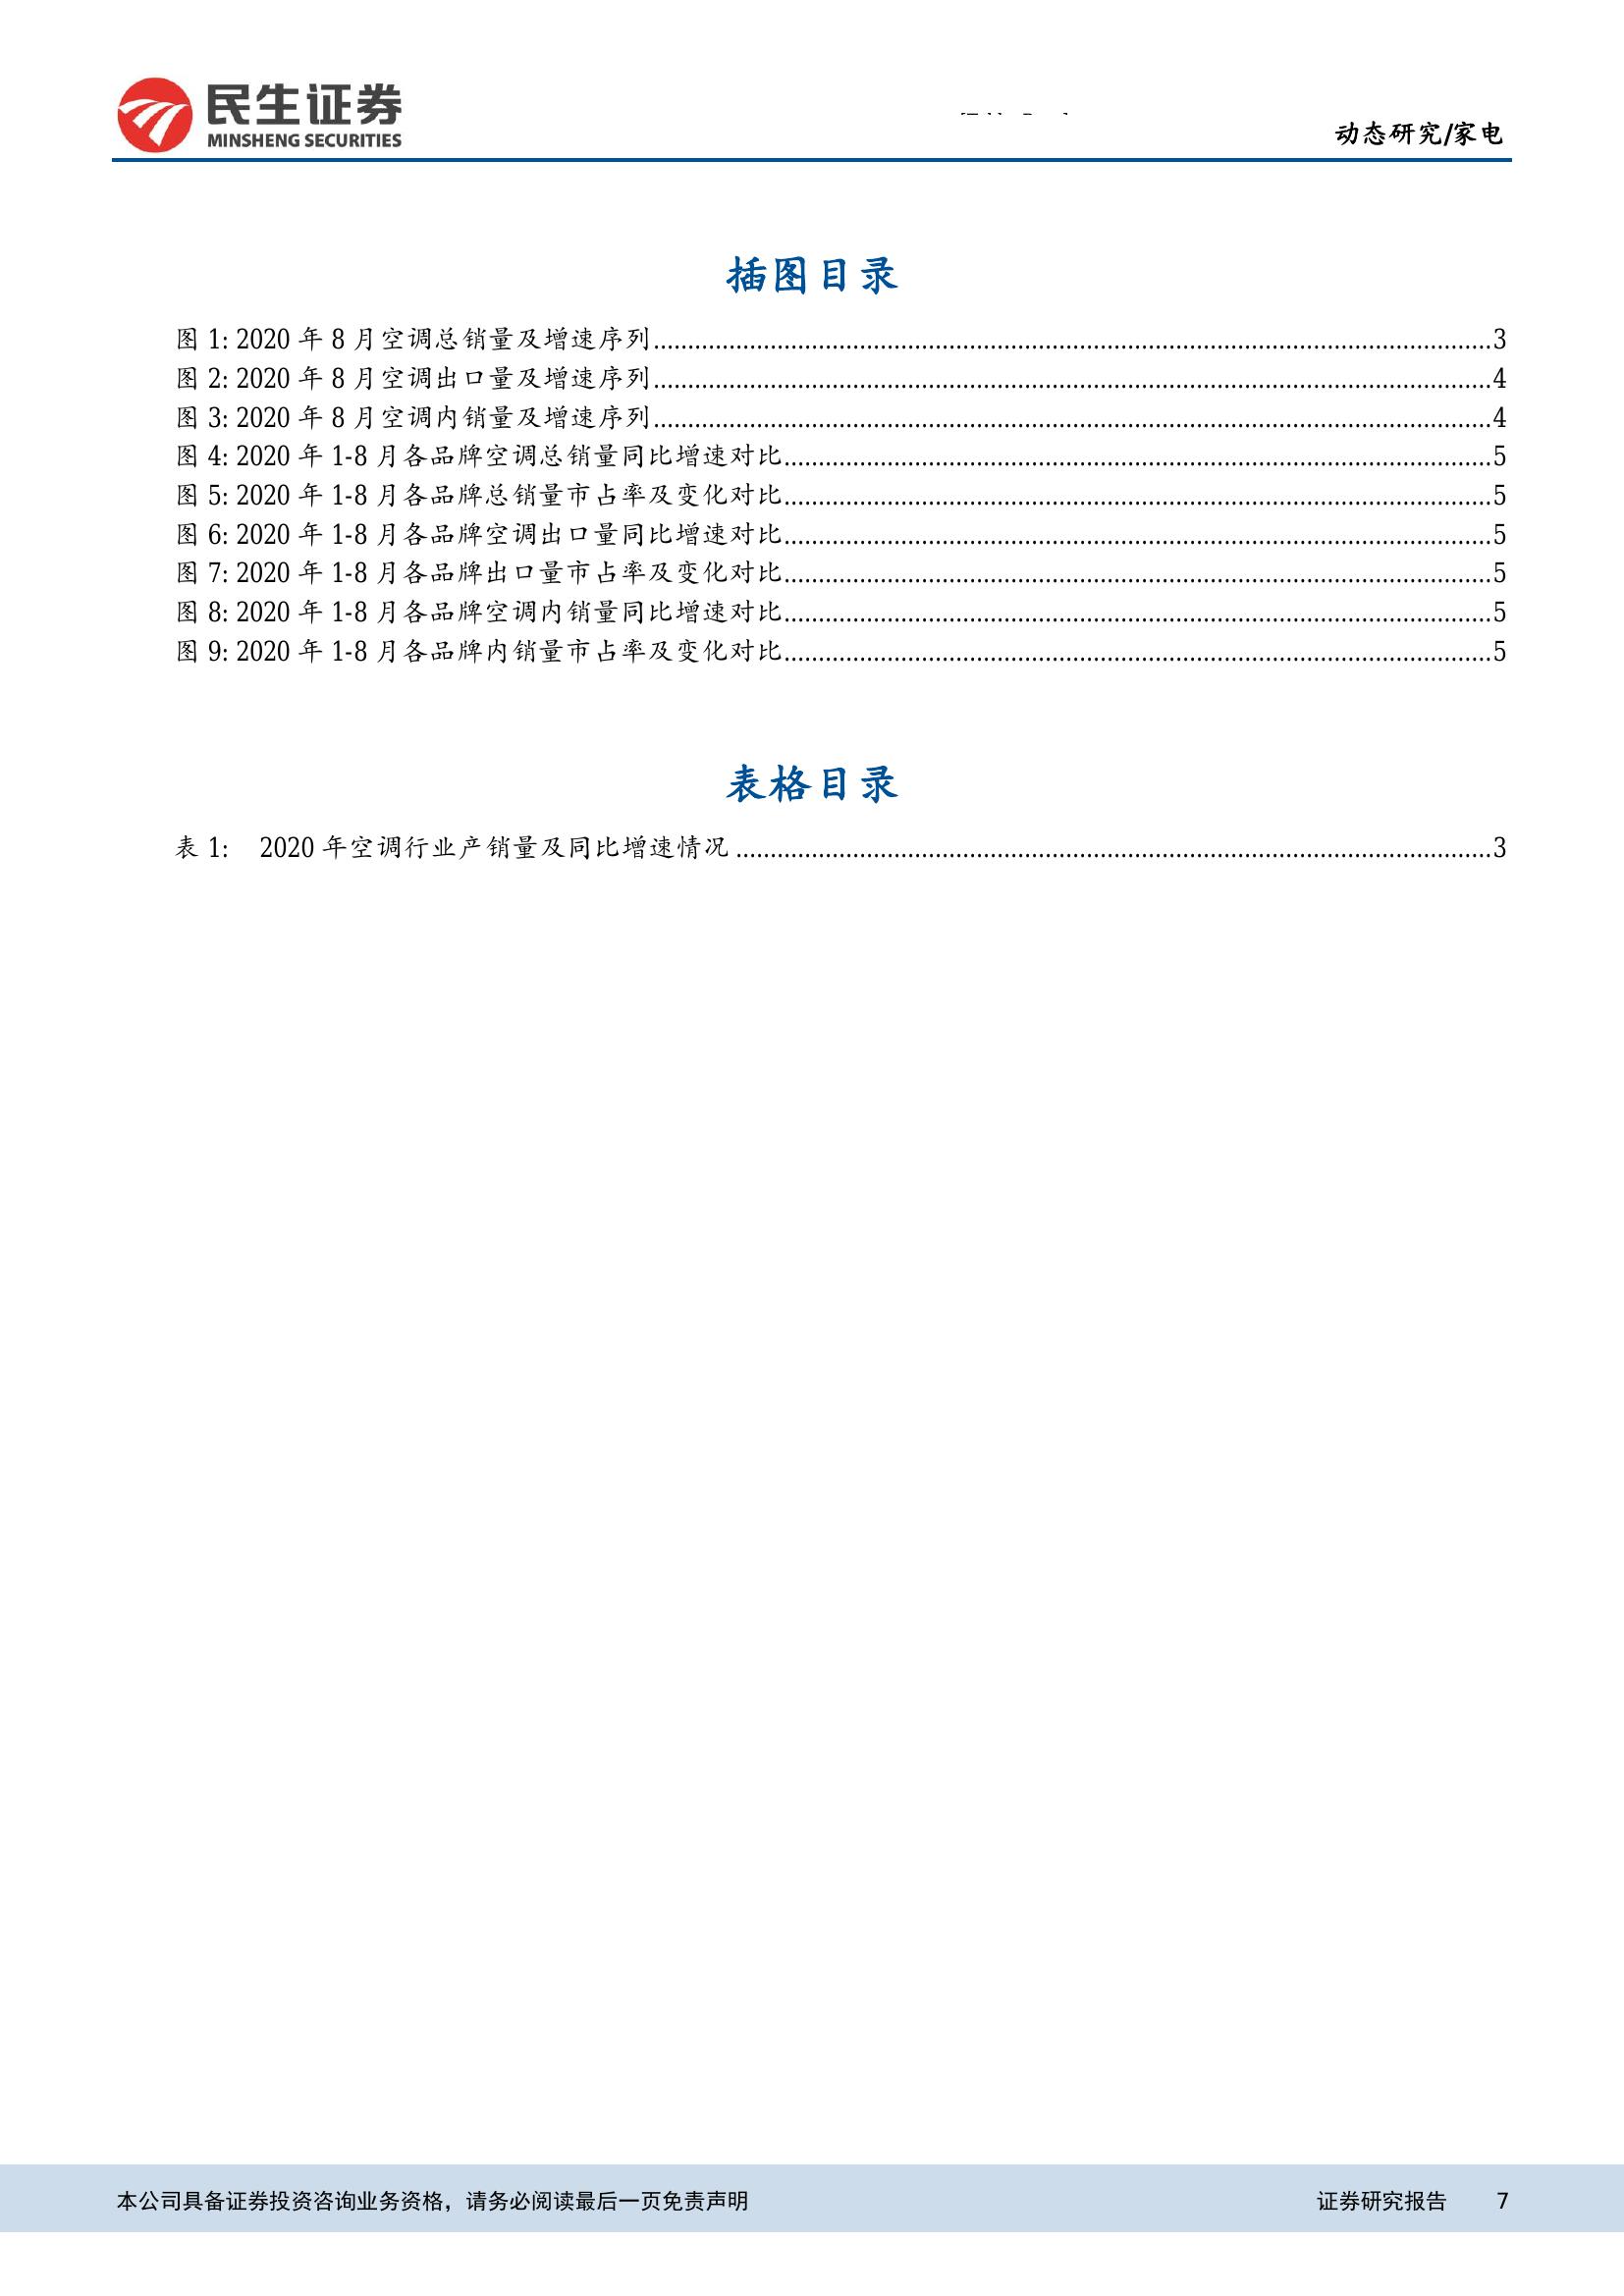 民生证券
MINSHENG SECURITIES
动态研究/家电
插图目录
图 1: 2020 年 8 月空调总销量及增速序列................3
图 2: 2020 年 8 月空调出口量及增速序列................4
图 3: 2020 年 8 月空调内销量及增速序列................4
图 4: 2020 年 1-8 月各品牌空调总销量同比增速对比................5
图 5: 2020 年 1-8 月各品牌总销量市占率及变化对比................5
图 6: 2020 年 1-8 月各品牌空调出口量同比增速对比................5
图 7: 2020 年 1-8 月各品牌出口量市占率及变化对比................5
图 8: 2020 年 1-8 月各品牌空调内销量同比增速对比................5
图 9: 2020 年 1-8 月各品牌内销量市占率及变化对比................5
表格目录
表 1: 2020 年空调行业产销量及同比增速情况................3
本公司具备证券投资咨询业务资格，请务必阅读最后一页免责声明 证券研究报告 7